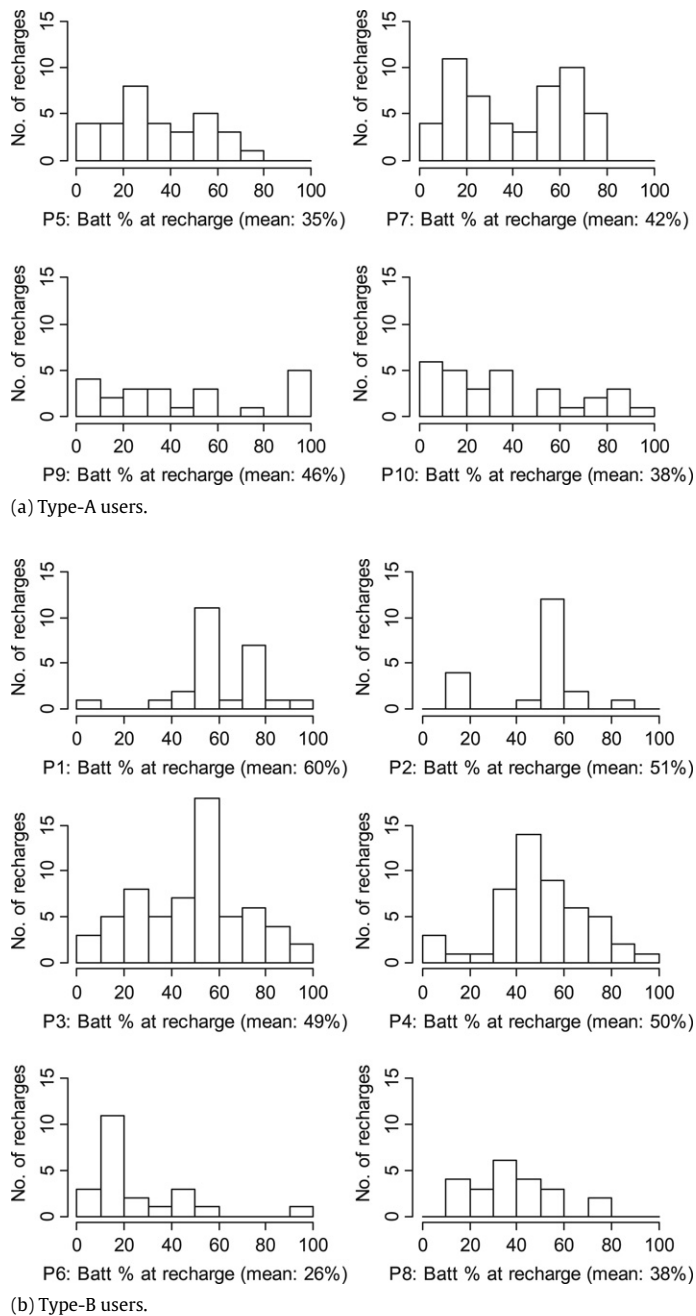 No. of recharges
0 5 10 15
0 20 40 60 80 100
P5: Batt % at recharge (mean: 35%)
No. of recharges
0 5 10 15
0 20 40 60 80 100
P7: Batt % at recharge (mean: 42%)
No. of recharges
0 5 10 15
0 20 40 60 80 100
P9: Batt % at recharge (mean: 46%)
No. of recharges
0 5 10 15
0 20 40 60 80 100
P10: Batt % at recharge (mean: 38%)
(a) Type-A users.
No. of recharges
0 5 10 15
0 20 40 60 80 100
P1: Batt % at recharge (mean: 60%)
No. of recharges
0 5 10 15
0 20 40 60 80 100
P2: Batt % at recharge (mean: 51%)
No. of recharges
0 5 10 15
0 20 40 60 80 100
P3: Batt % at recharge (mean: 49%)
No. of recharges
0 5 10 15
0 20 40 60 80 100
P4: Batt % at recharge (mean: 50%)
No. of recharges
0 5 10 15
0 20 40 60 80 100
P6: Batt % at recharge (mean: 26%)
No. of recharges
0 5 10 15
0 20 40 60 80 100
P8: Batt % at recharge (mean: 38%)
(b) Type-B users.